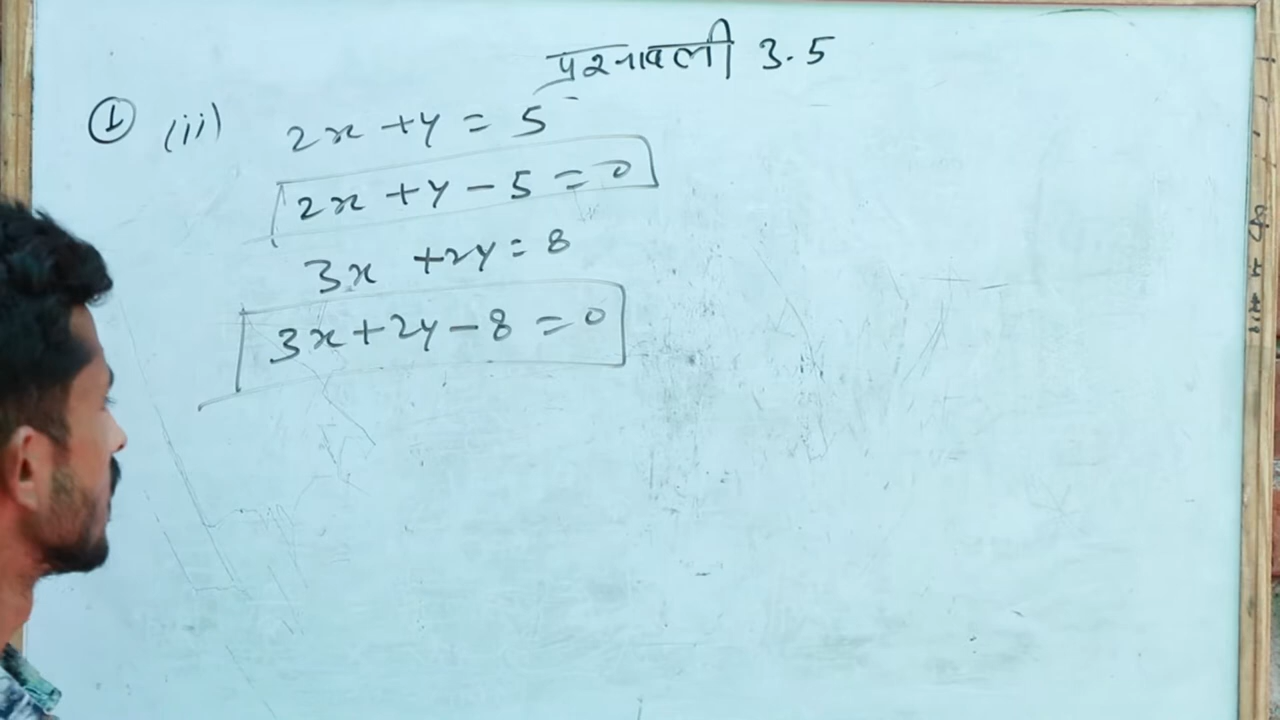 प्रश्नावली 3.5
① (ii) 2x + y = 5
2x + y - 5 = 0
3x + 2y = 8
3x + 2y - 8 = 0